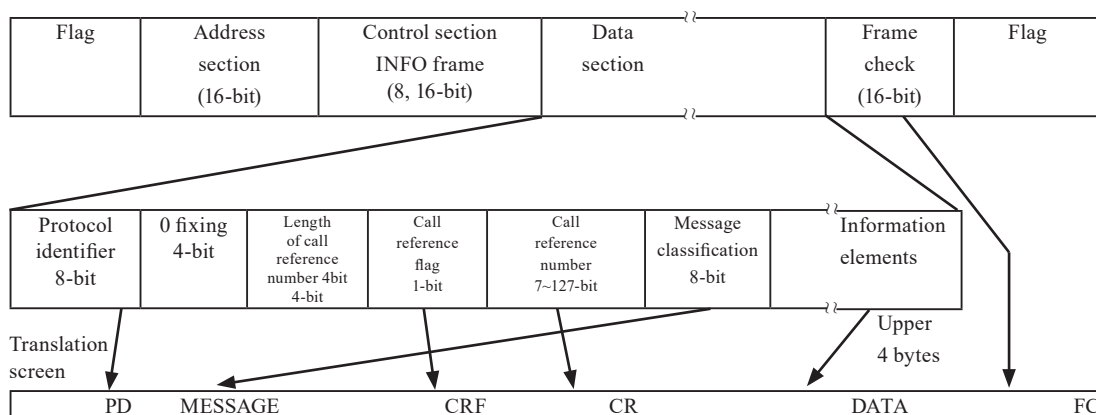 Flag
Address
section
(16-bit)
Control section
INFO frame
(8, 16-bit)
Data
section
Frame
check
(16-bit)
Flag
Protocol
identifier
8-bit
0 fixing
4-bit
Length
of call
reference
number 4bit
4-bit
Call
reference
flag
1-bit
Call
reference
number
7~127-bit
Message
classification
8-bit
Information
elements
Translation
screen
Upper
4 bytes
PD MESSAGE CRF CR DATA FC